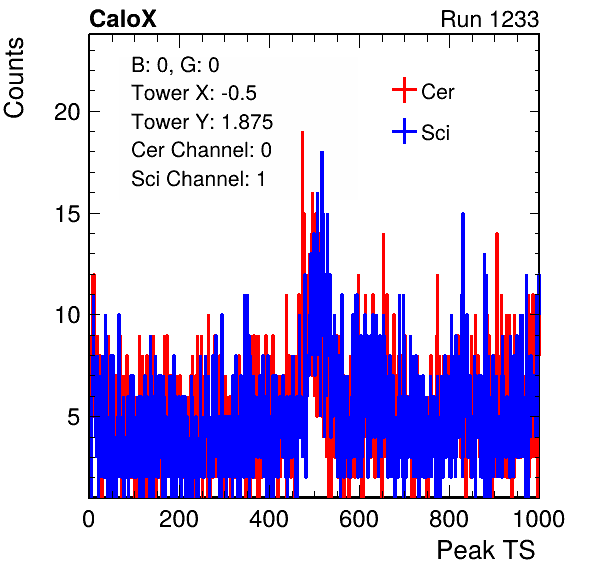 CaloX Run 1233
Counts
B: 0, G: 0
Tower X: -0.5
Tower Y: 1.875
Cer Channel: 0
Sci Channel: 1
Cer
Sci
20
15
10
5
0 200 400 600 800 1000
Peak TS